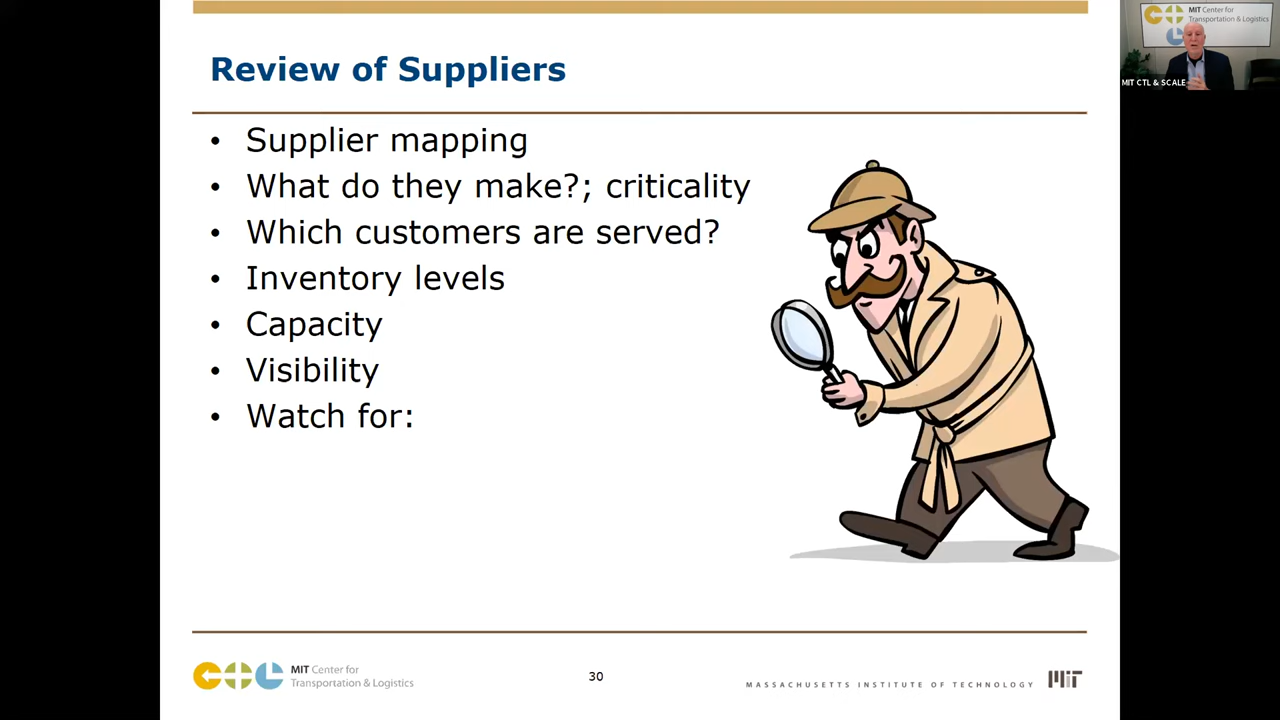 Review of Suppliers
• Supplier mapping
• What do they make?; criticality
• Which customers are served?
• Inventory levels
• Capacity
• Visibility
• Watch for:
MIT Center for
Transportation & Logistics
30
MASSACHUSETTS INSTITUTE OF TECHNOLOGY
MIT
MIT Center for
Transportation & Logistics
MIT CTL & SCALE